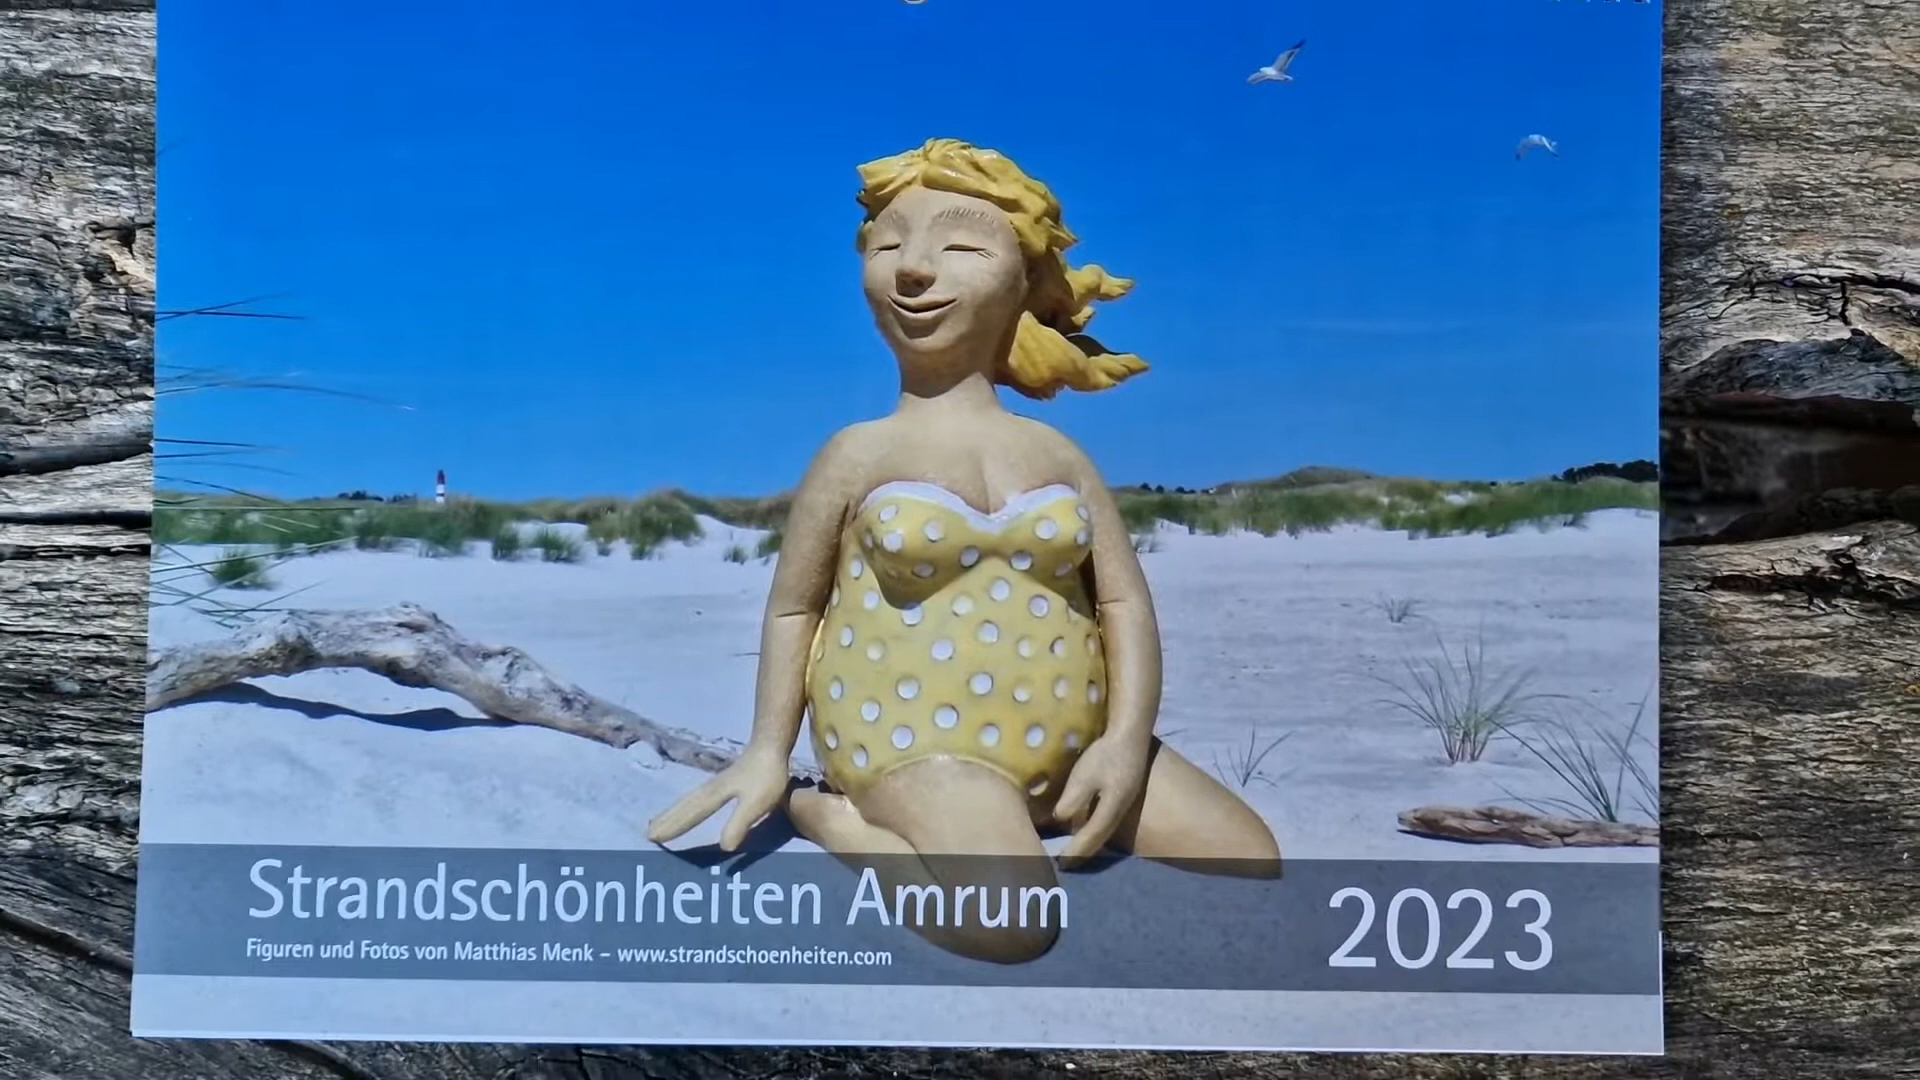 Strandschönheiten Amrum
2023
Figuren und Fotos von Matthias Menk – www.strandschoenheiten.com